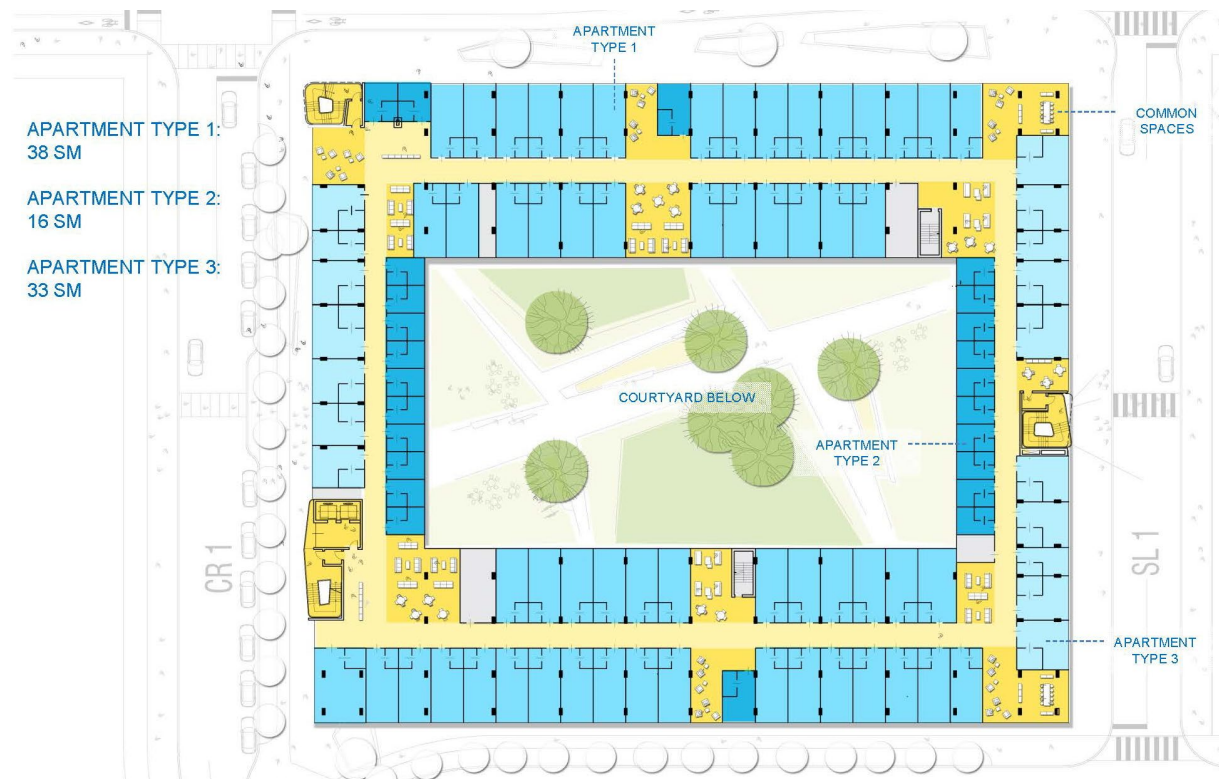 APARTMENT
TYPE 1
APARTMENT TYPE 1:
38 SM
COMMON
SPACES
APARTMENT TYPE 2:
16 SM
APARTMENT TYPE 3:
33 SM
COURTYARD BELOW
APARTMENT
TYPE 2
CR 1
SL 1
APARTMENT
TYPE 3